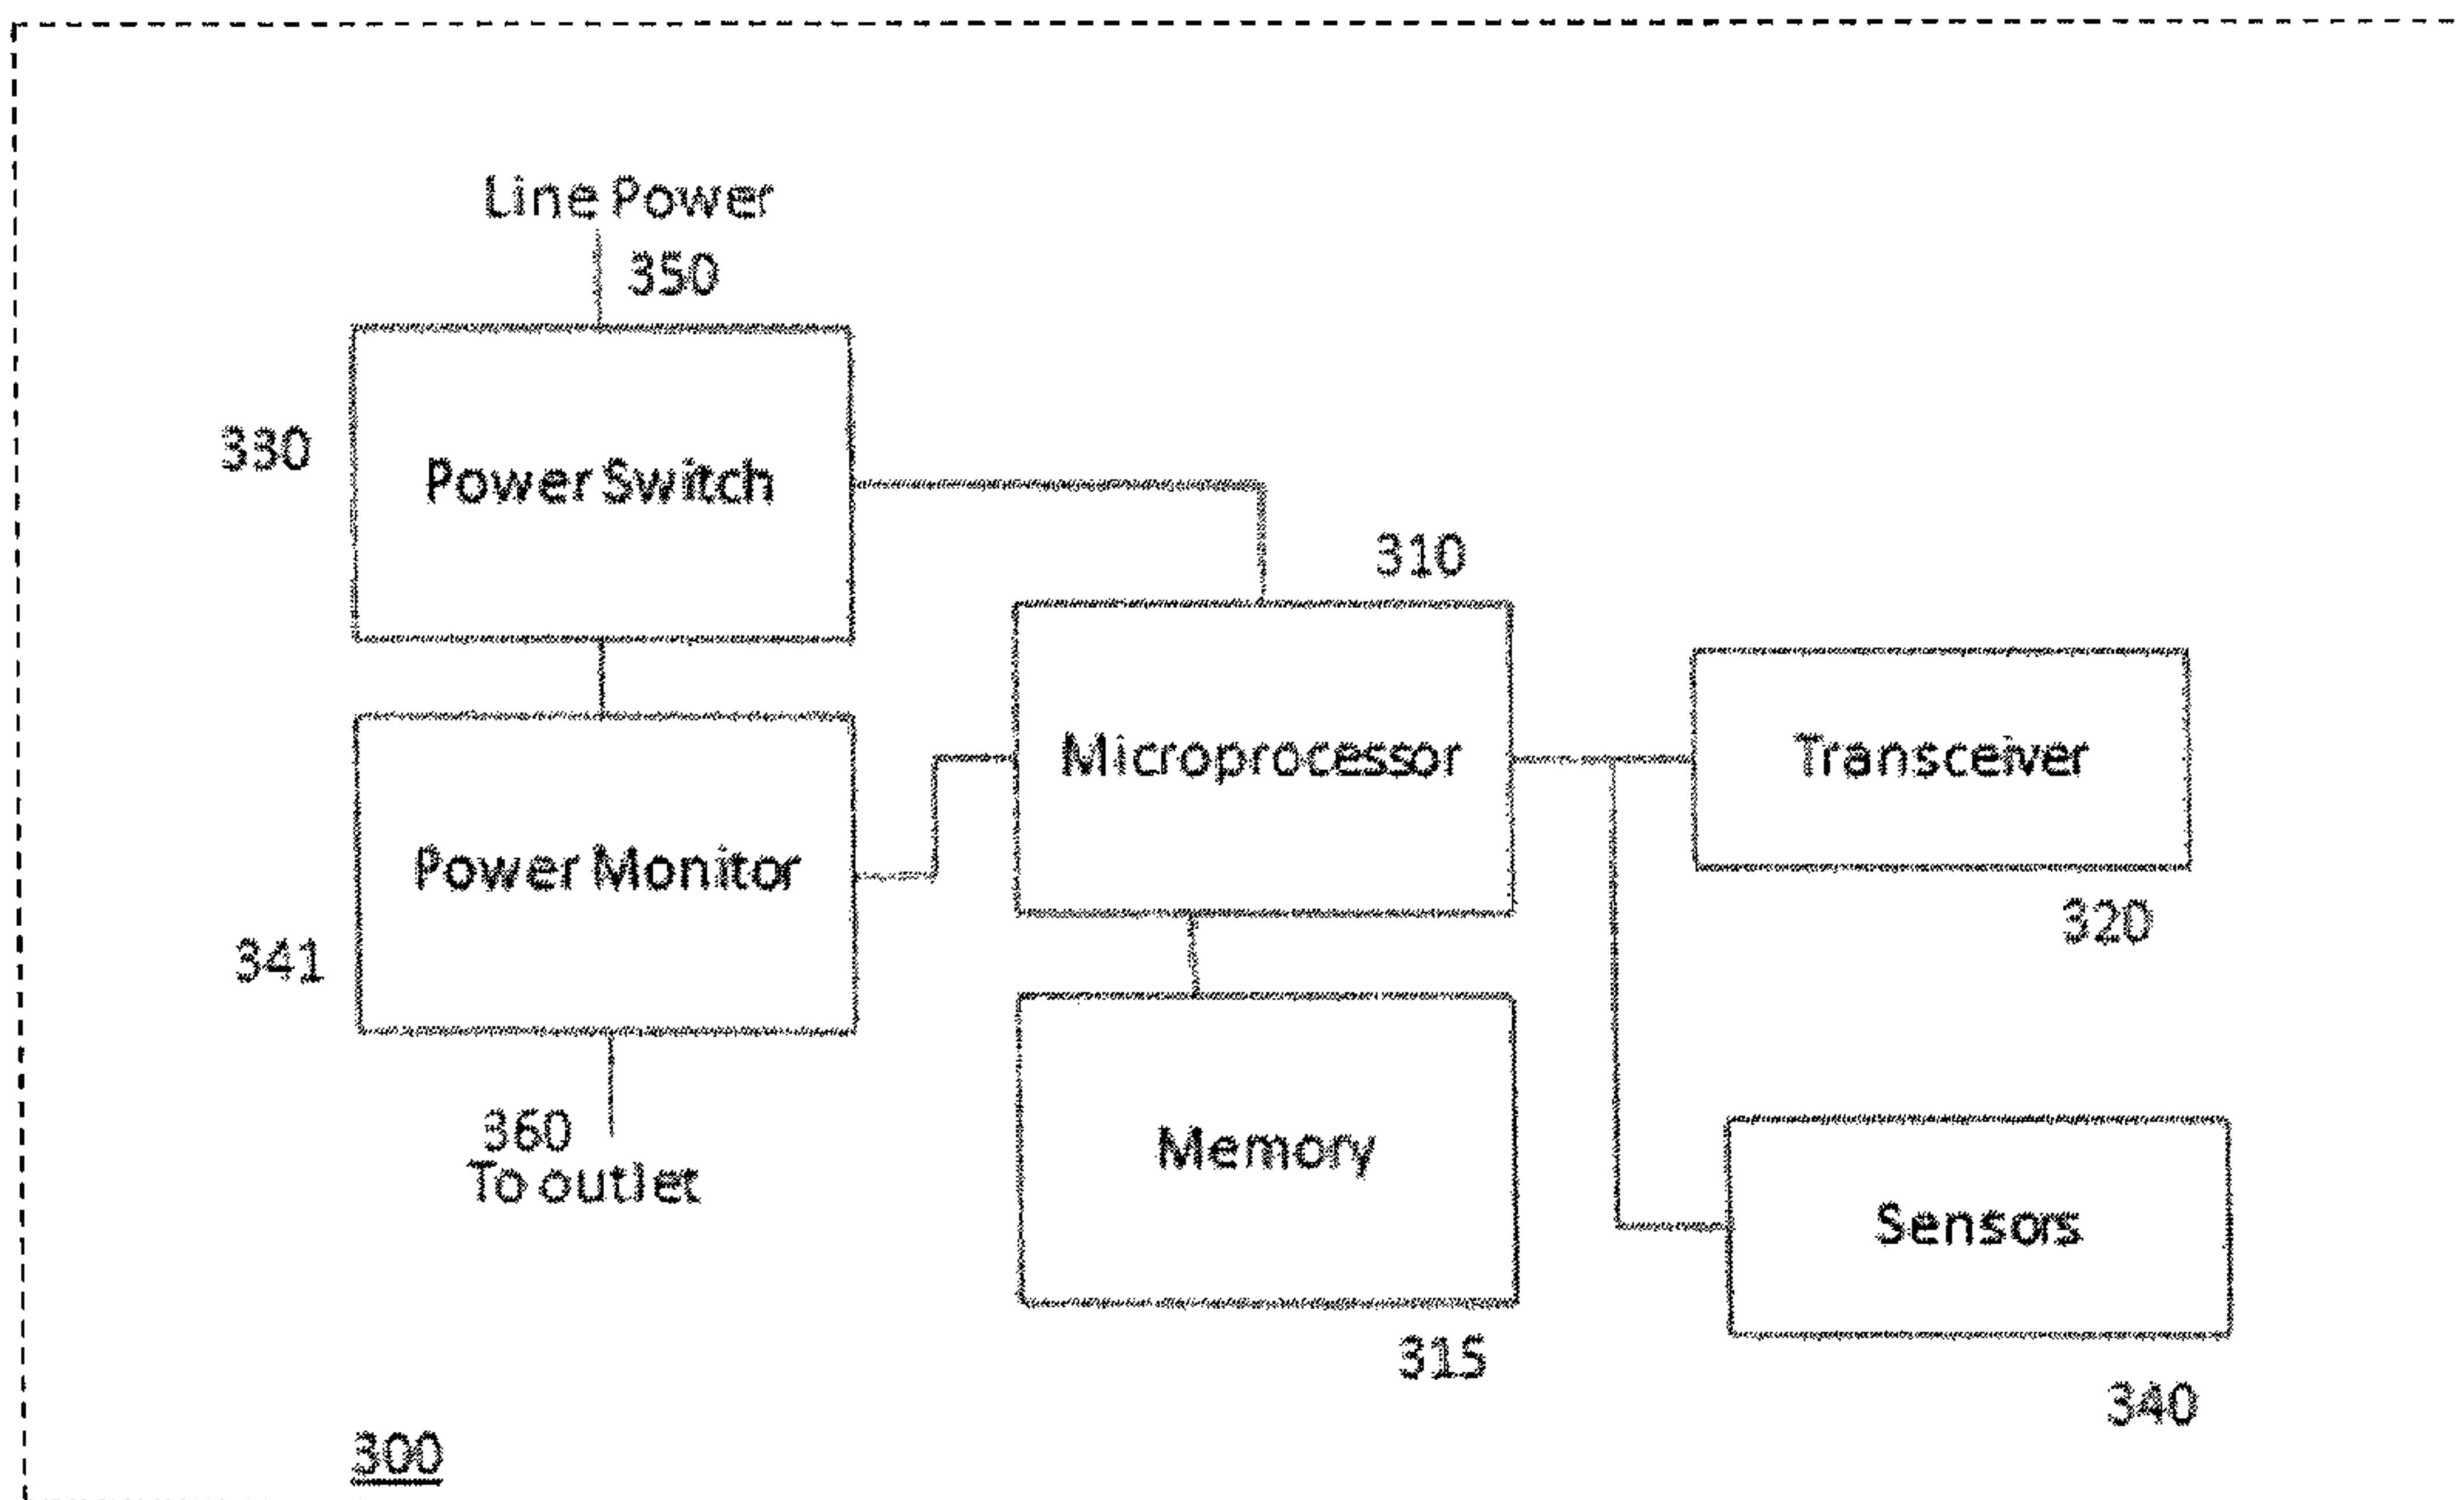 Line Power
350
330
Power Switch
310
Microprocessor
Transceiver
Power Monitor
320
341
360
To outlet
Memory
Sensors
315
340
300